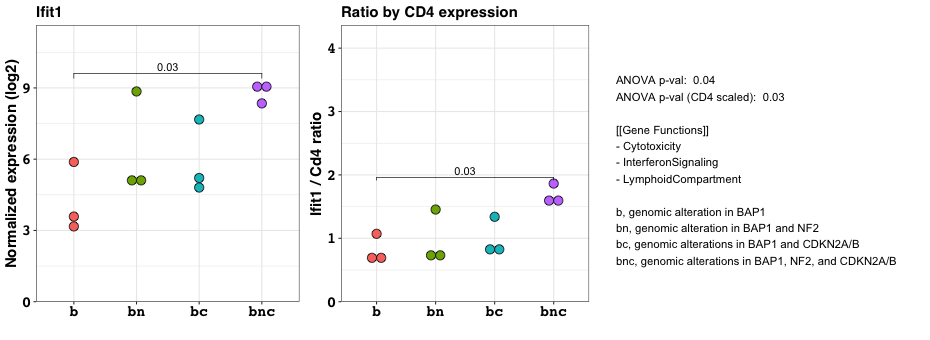 Ifit1
Normalized expression (log2)
9
6
3
0
0.03
b
bn
bc
bnc
Ratio by CD4 expression
Ifit1 / Cd4 ratio
4
3
2
1
0
0.03
b
bn
bc
bnc
ANOVA p-val:  0.04
ANOVA p-val (CD4 scaled):  0.03
[[Gene Functions]]
- Cytotoxicity
- InterferonSignaling
- LymphoidCompartment
b, genomic alteration in BAP1
bn, genomic alteration in BAP1 and NF2
bc, genomic alterations in BAP1 and CDKN2A/B
bnc, genomic alterations in BAP1, NF2, and CDKN2A/B